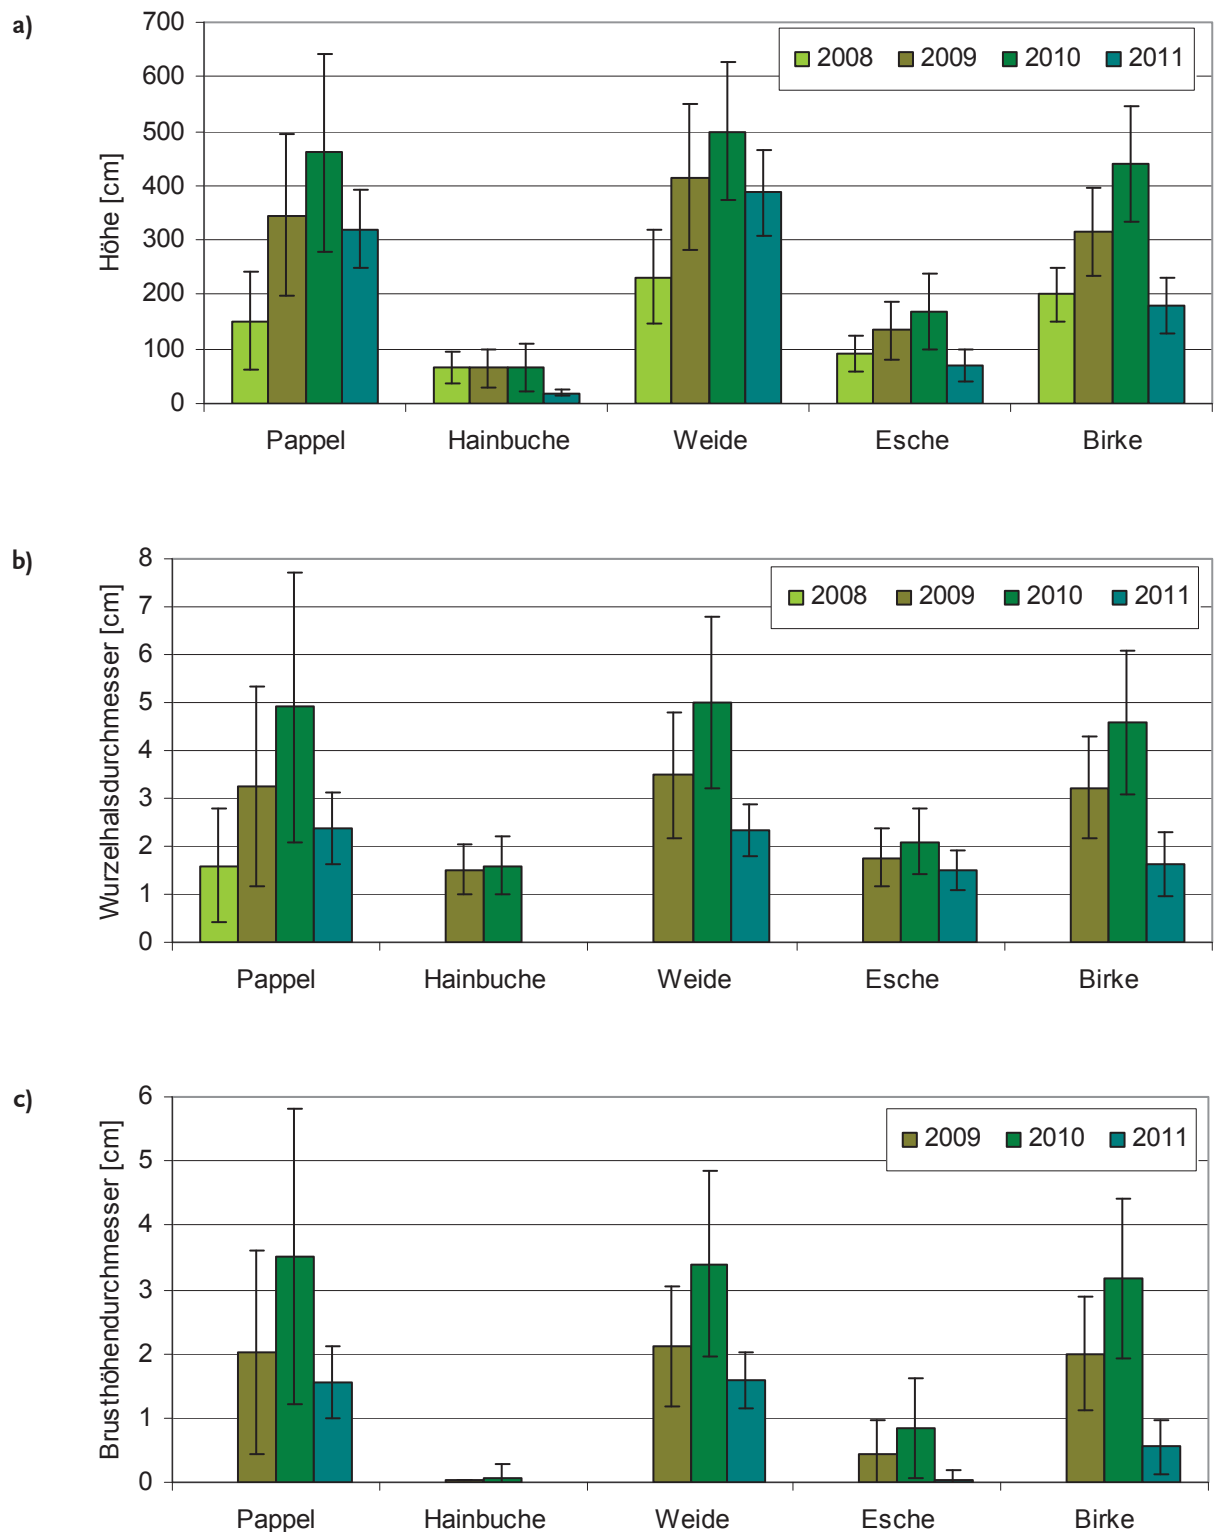 a)
700
600
500
400
300
200
100
0
Höhe [cm]
2008 2009 2010 2011
Pappel Hainbuche Weide Esche Birke
b)
8
7
6
5
4
3
2
1
0
Wurzelhalsdurchmesser [cm]
2008 2009 2010 2011
Pappel Hainbuche Weide Esche Birke
c)
6
5
4
3
2
1
0
Brusthöhendurchmesser [cm]
2009 2010 2011
Pappel Hainbuche Weide Esche Birke